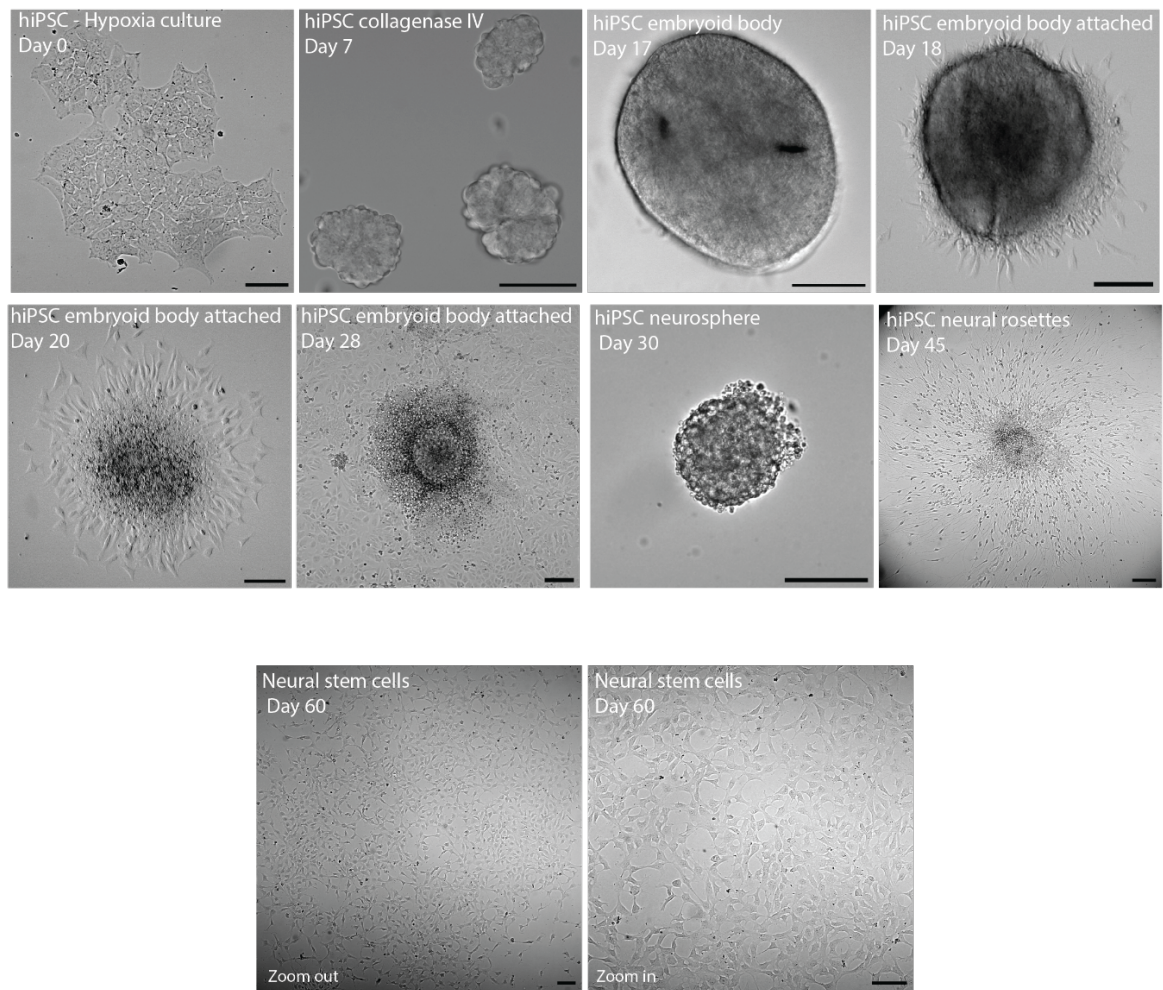 hiPSC - Hypoxia culture
Day 0
hiPSC collagenase IV
Day 7
hiPSC embryoid body
Day 17
hiPSC embryoid body attached
Day 18
hiPSC embryoid body attached
Day 20
hiPSC embryoid body attached
Day 28
hiPSC neurosphere
Day 30
hiPSC neural rosettes
Day 45
Neural stem cells
Day 60
Zoom out
Neural stem cells
Day 60
Zoom in